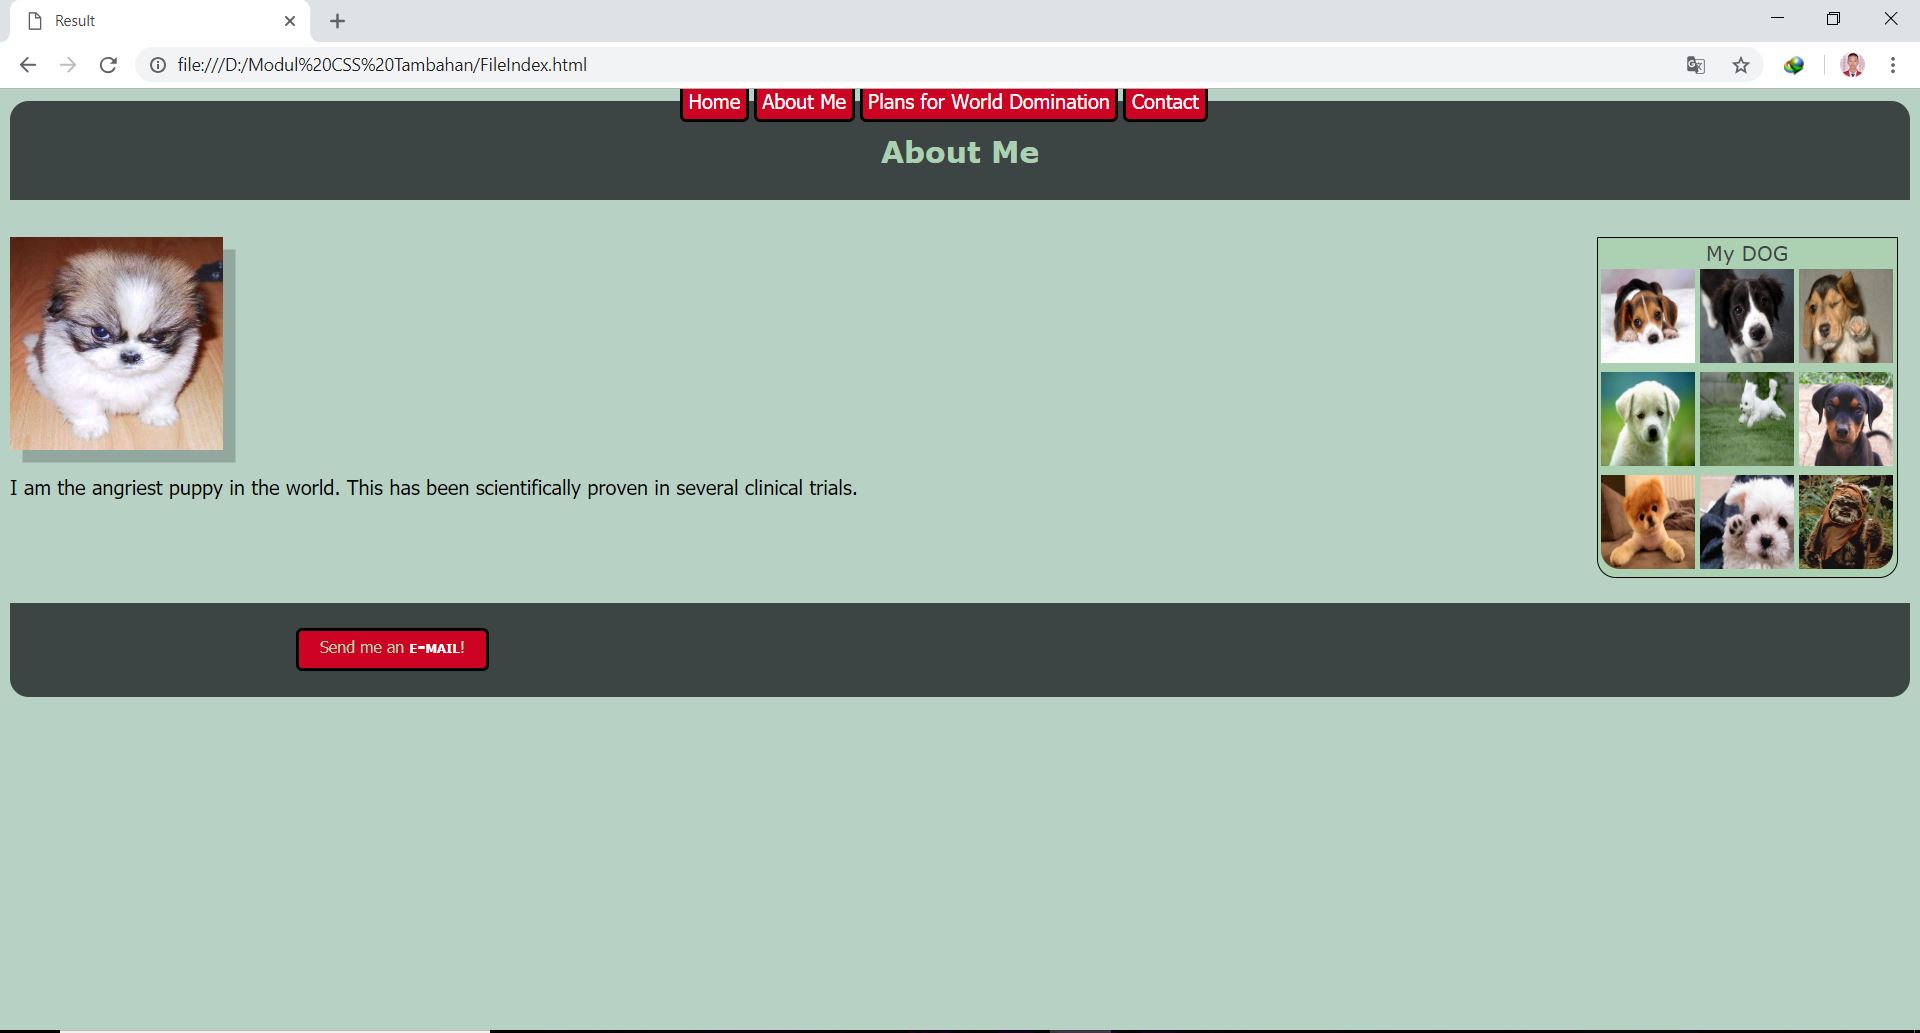 Result
file:///D:/Modul%20CSS%20Tambahan/FileIndex.html
Home About Me Plans for World Domination Contact
About Me
My DOG
I am the angriest puppy in the world. This has been scientifically proven in several clinical trials.
Send me an E-MAIL!